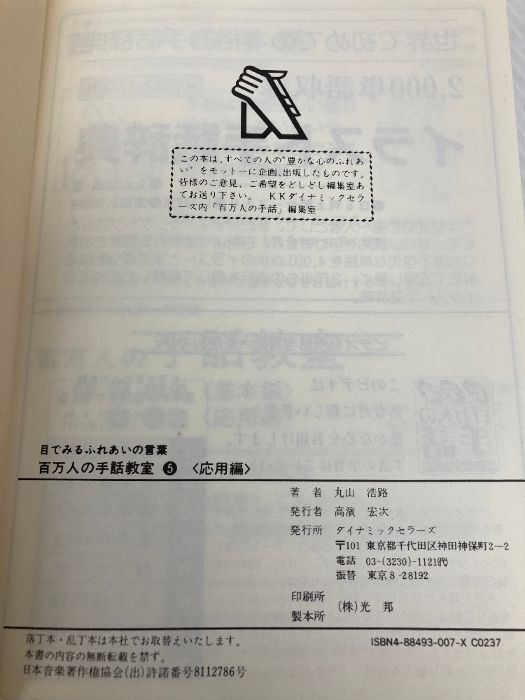 この本は、すべての人の"豊かな心のふれあ
い"をモットーに企画、出版したものです。
皆様のご意見、ご希望をどしどし編集室あ
てお送り下さい。 KKダイナミックセラ
ーズ内「百万人の手話」編集室
目でみるふれあいの言葉
百万人の手話教室 ❺ 〈応用編〉
著者 丸山 浩路
発行者 高濵 宏次
発行所 ダイナミックセラーズ
〒101 東京都千代田区神田神保町2−2
電話 03-(3230)-1121㈹
振替 東京8-28192
印刷所
製本所 (株)光 邦
落丁本・乱丁本は本社でお取替えいたします。
本書の内容の無断転載を禁ず。
日本音楽著作権協会(出)許諾番号8112786号
ISBN4-88493-007-X C0237